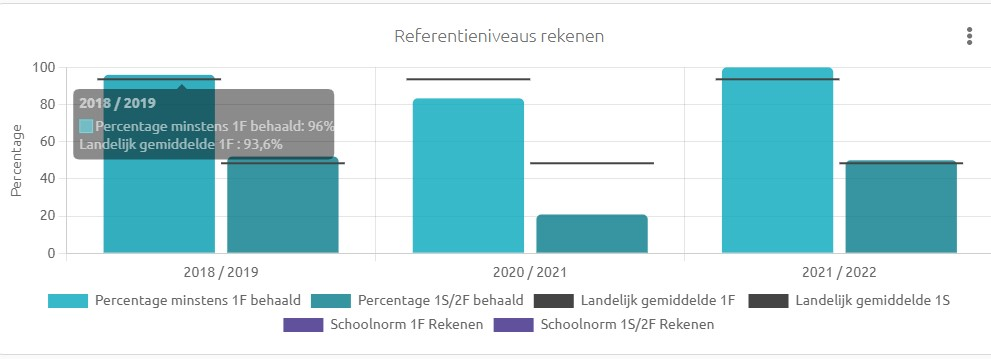 Referentieniveaus rekenen
Percentage
100
80
60
40
20
0
2018 / 2019
Percentage minstens 1F behaald: 96%
Landelijk gemiddelde 1F : 93,6%
2018 / 2019
2020 / 2021
2021 / 2022
Percentage minstens 1F behaald
Percentage 1S/2F behaald
Landelijk gemiddelde 1F
Landelijk gemiddelde 1S
Schoolnorm 1F Rekenen
Schoolnorm 1S/2F Rekenen